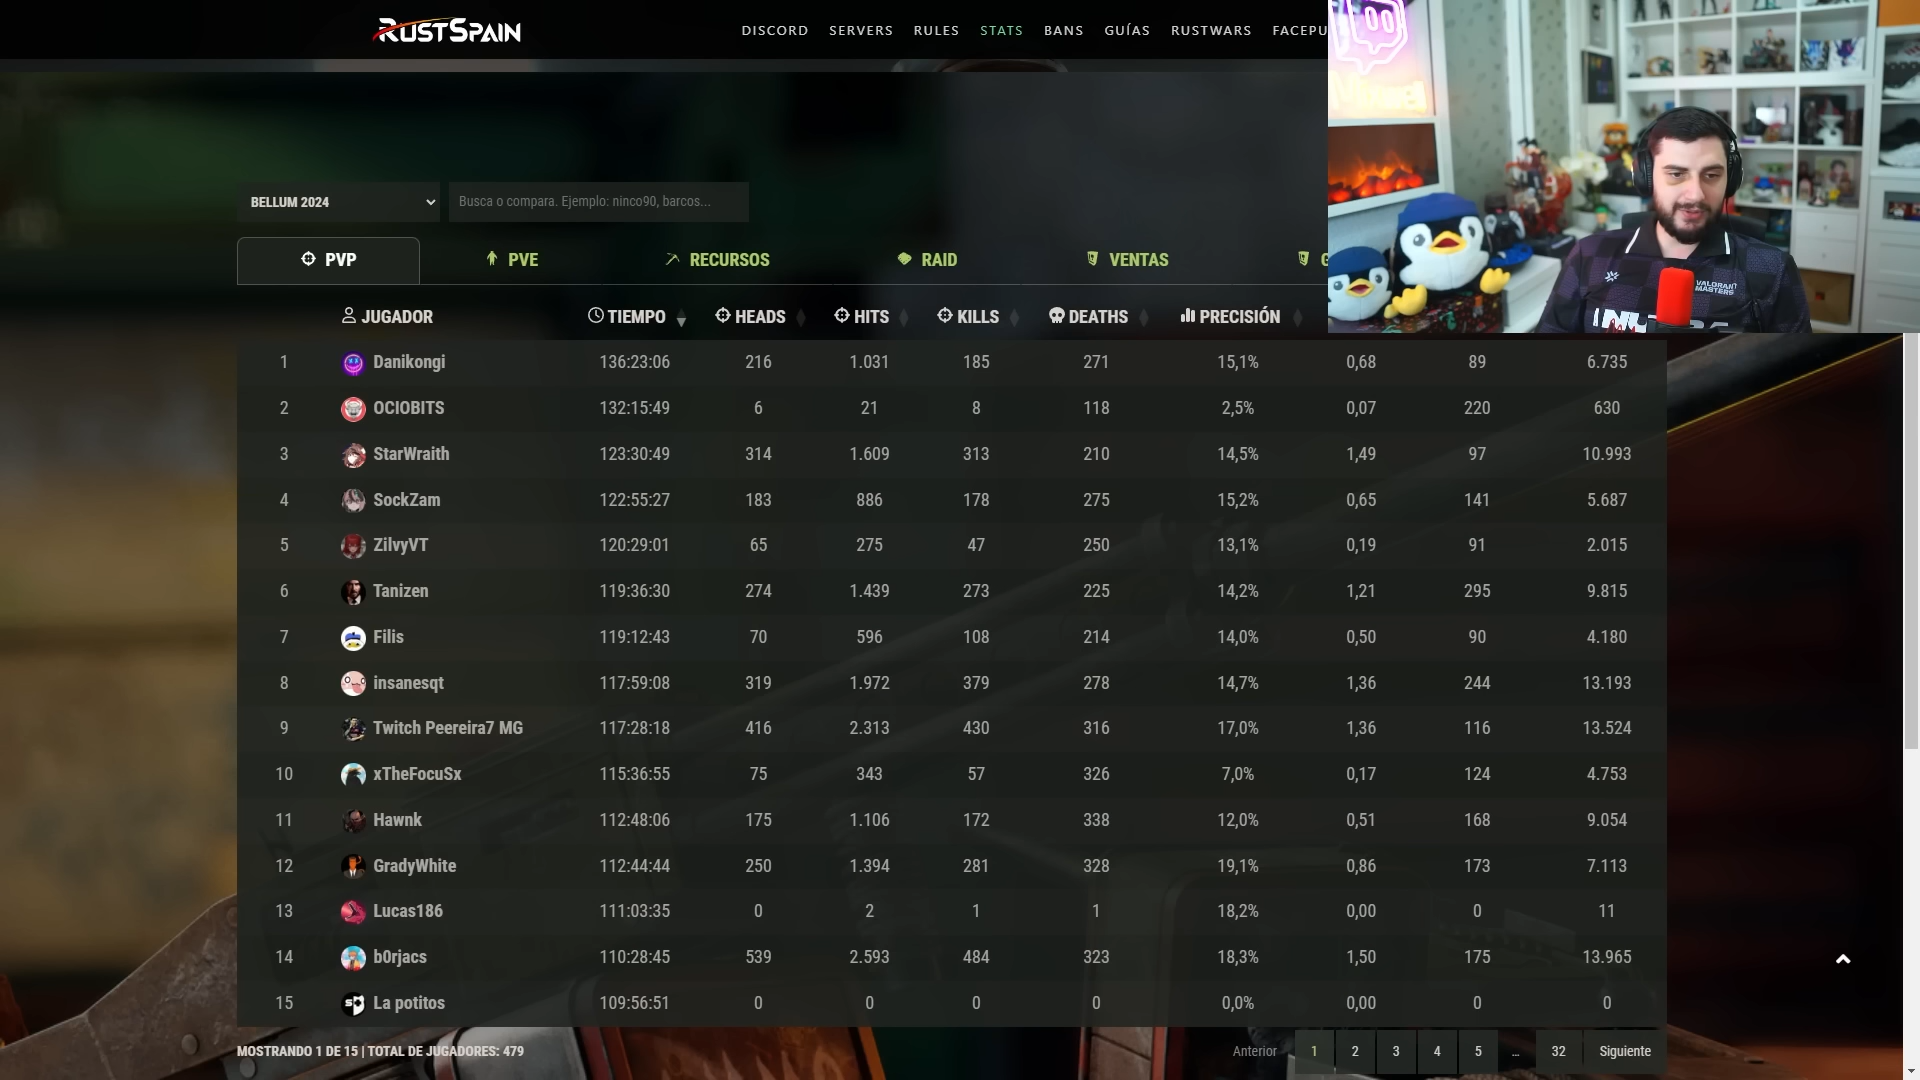 RUSTSPAIN
DISCORD SERVERS RULES STATS BANS GUÍAS RUSTWARS FACEPU
BELLUM 2024
Busca o compara. Ejemplo: ninco90, barcos...
PVP PVE RECURSOS RAID VENTAS G
JUGADOR TIEMPO HEADS HITS KILLS DEATHS PRECISIÓN
1 Danikongi 136:23:06 216 1.031 185 271 15,1% 0,68 89 6.735
2 OCIOBITS 132:15:49 6 21 8 118 2,5% 0,07 220 630
3 StarWraith 123:30:49 314 1.609 313 210 14,5% 1,49 97 10.993
4 SockZam 122:55:27 183 886 178 275 15,2% 0,65 141 5.687
5 ZilvyVT 120:29:01 65 275 47 250 13,1% 0,19 91 2.015
6 Tanizen 119:36:30 274 1.439 273 225 14,2% 1,21 295 9.815
7 Filis 119:12:43 70 596 108 214 14,0% 0,50 90 4.180
8 insanesqt 117:59:08 319 1.972 379 278 14,7% 1,36 244 13.193
9 Twitch Peereira7 MG 117:28:18 416 2.313 430 316 17,0% 1,36 116 13.524
10 xTheFocuSx 115:36:55 75 343 57 326 7,0% 0,17 124 4.753
11 Hawnk 112:48:06 175 1.106 172 338 12,0% 0,51 168 9.054
12 GradyWhite 112:44:44 250 1.394 281 328 19,1% 0,86 173 7.113
13 Lucas186 111:03:35 0 2 1 1 18,2% 0,00 0 11
14 b0rjacs 110:28:45 539 2.593 484 323 18,3% 1,50 175 13.965
15 La potitos 109:56:51 0 0 0 0 0,0% 0,00 0 0
MOSTRANDO 1 DE 15 | TOTAL DE JUGADORES: 479
Anterior 1 2 3 4 5 ... 32 Siguiente
VALORANT
MASTERS